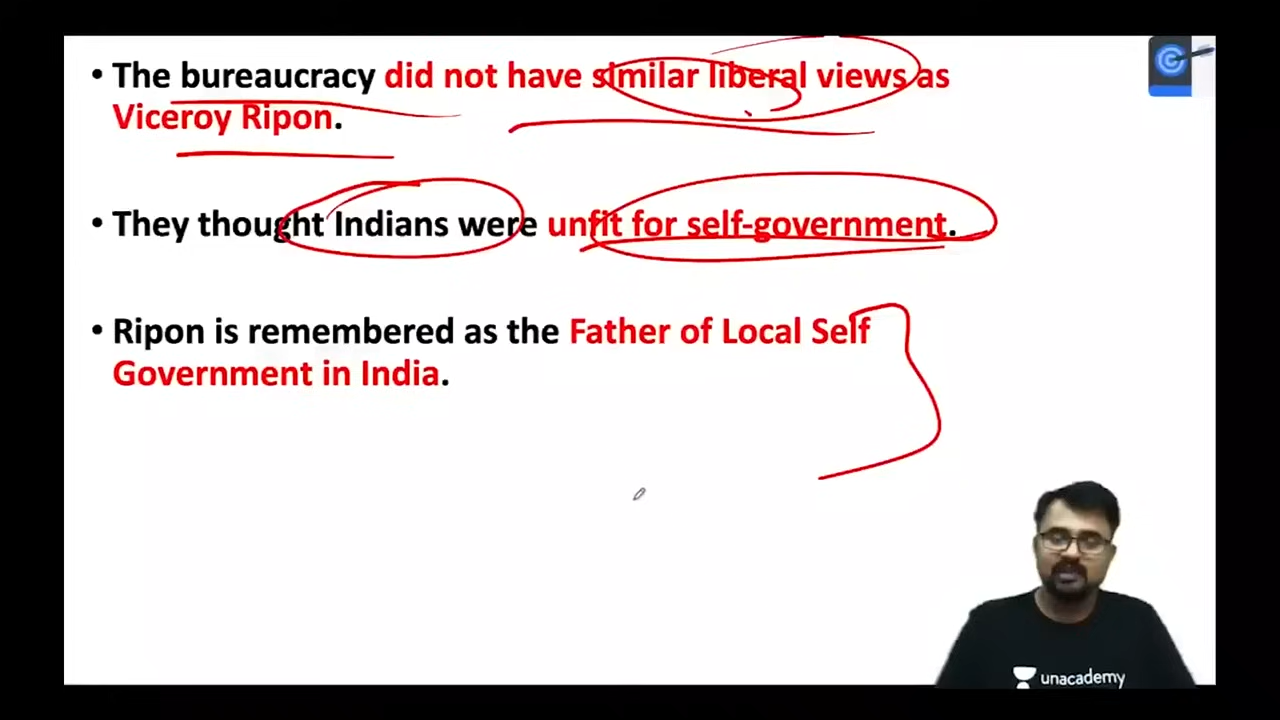 • The bureaucracy did not have similar liberal views as
Viceroy Ripon.
• They thought Indians were unfit for self-government.
• Ripon is remembered as the Father of Local Self
Government in India.
unacademy